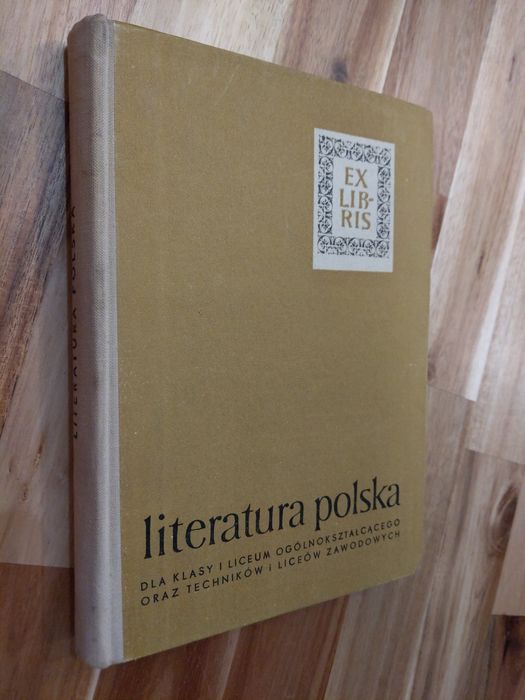 EX
LIB-
RIS
literatura polska
DLA KLASY I LICEUM OGÓLNOKSZTAŁCĄCEGO
ORAZ TECHNIKÓW i LICEÓW ZAWODOWYCH
LITERATURA POLSKA